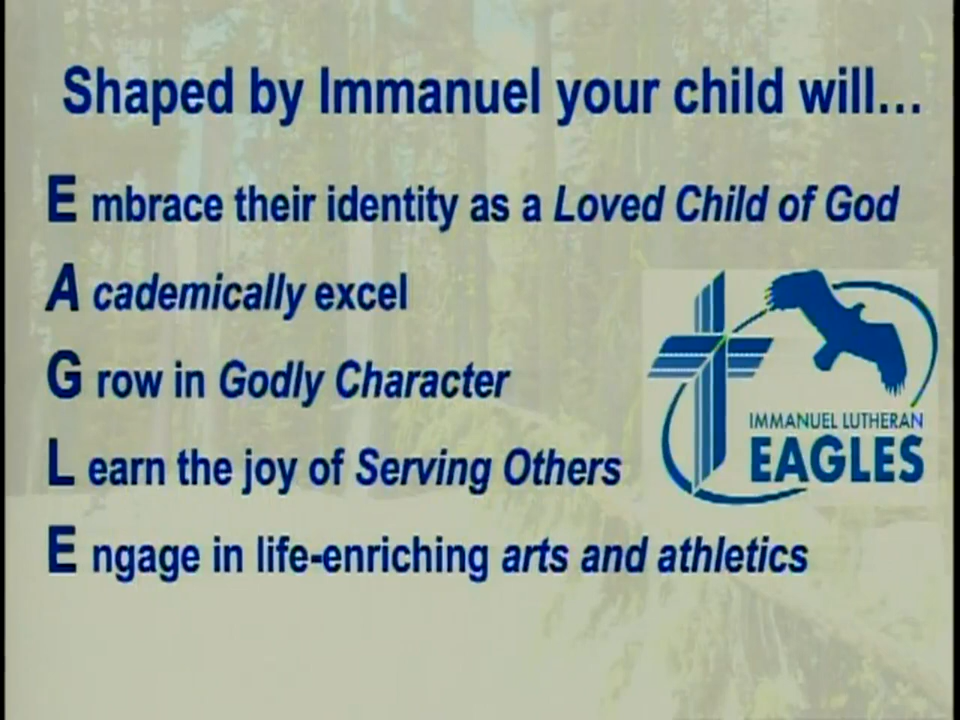 Shaped by Immanuel your child will...
E mbrace their identity as a Loved Child of God
A cademically excel
G row in Godly Character
L earn the joy of Serving Others
E ngage in life-enriching arts and athletics
IMMANUEL LUTHERAN
EAGLES